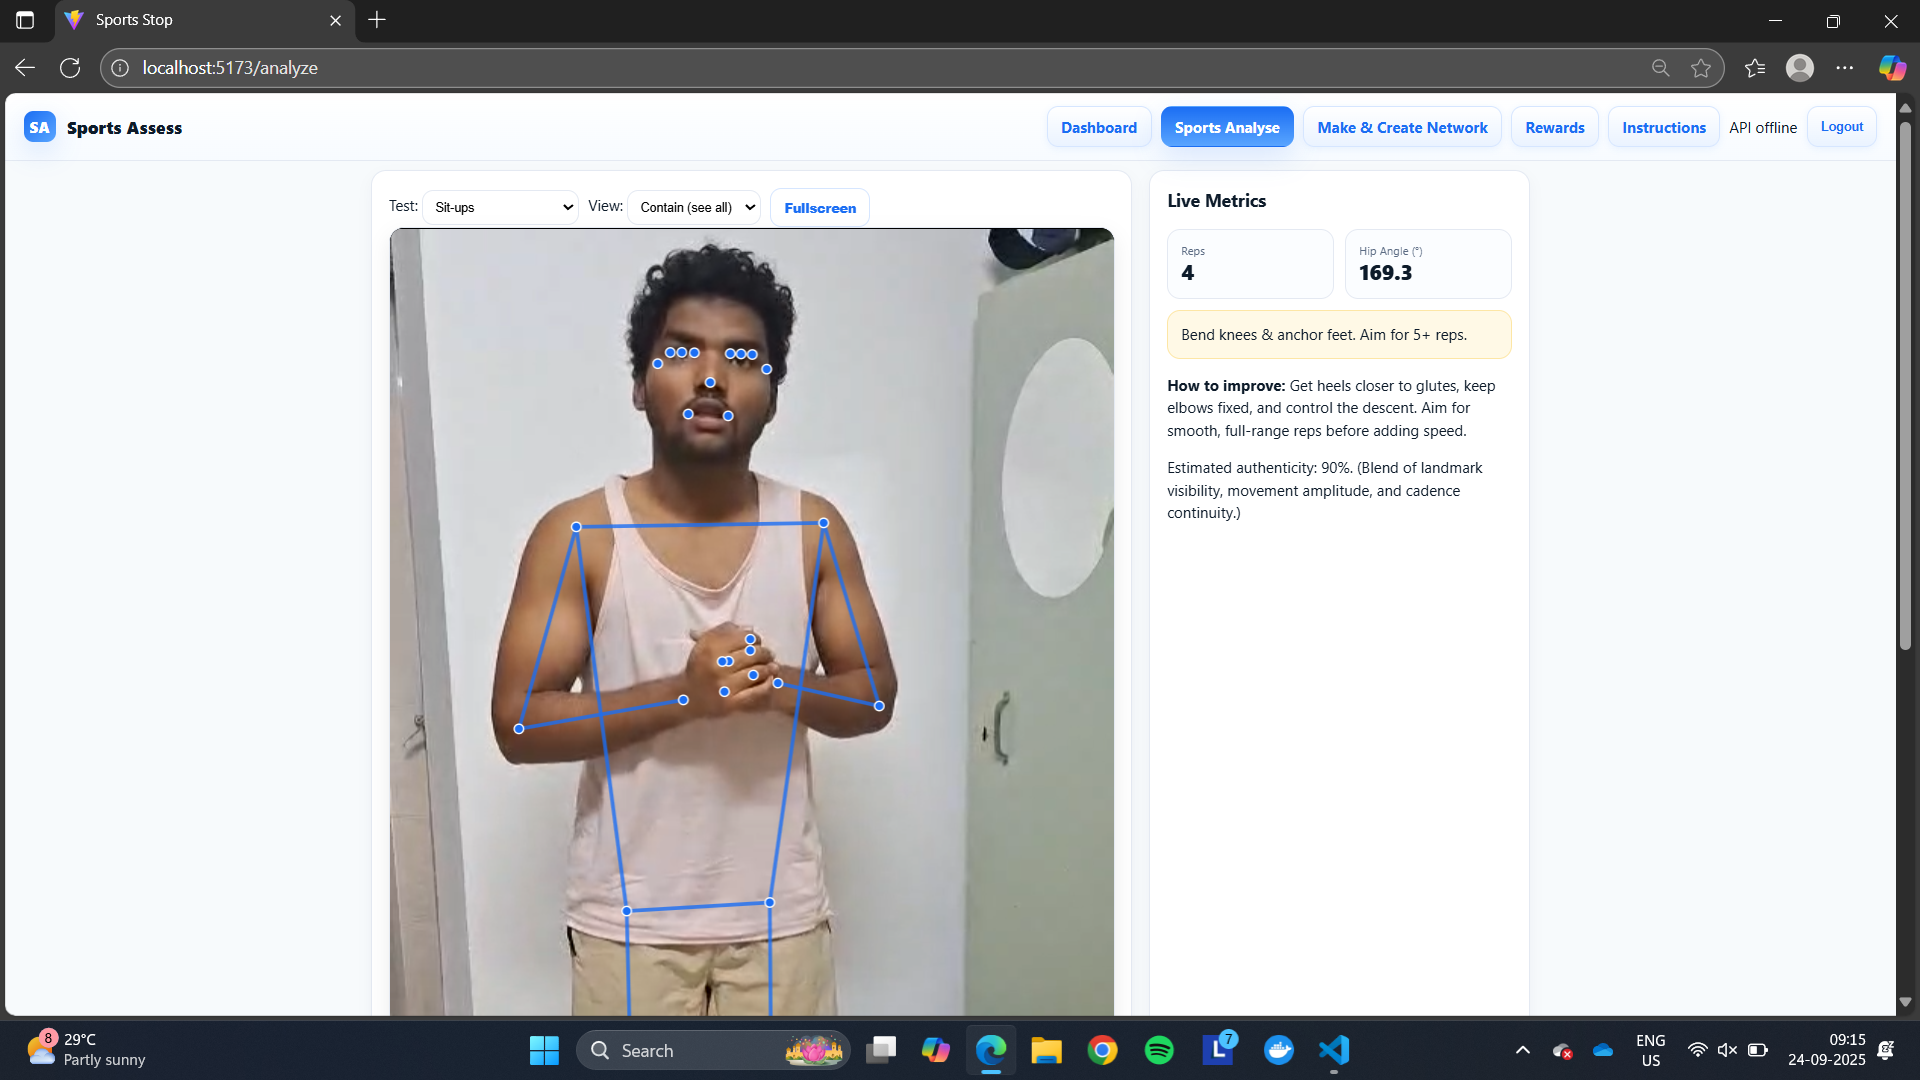 Sports Stop
localhost:5173/analyze
SA
Sports Assess
Dashboard
Sports Analyse
Make & Create Network
Rewards
Instructions
API offline
Logout
Test:
Sit-ups
View:
Contain (see all)
Fullscreen
Live Metrics
Reps
4
Hip Angle (°)
169.3
Bend knees & anchor feet. Aim for 5+ reps.
How to improve: Get heels closer to glutes, keep
elbows fixed, and control the descent. Aim for
smooth, full-range reps before adding speed.
Estimated authenticity: 90%. (Blend of landmark
visibility, movement amplitude, and cadence
continuity.)
8
29°C
Partly sunny
Search
L
7
ENG
US
09:15
24-09-2025